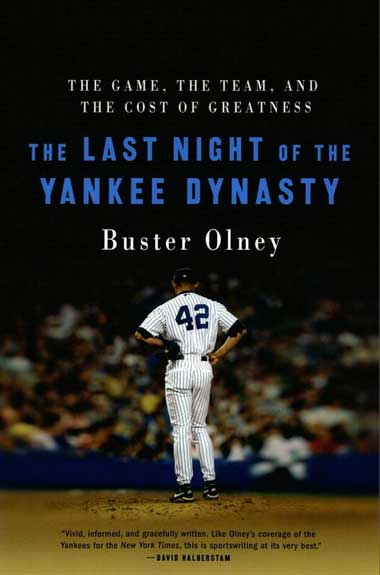 THE GAME, THE TEAM, AND
THE COST OF GREATNESS
THE LAST NIGHT OF THE
YANKEE DYNASTY
Buster Olney
42
"Vivid, informed, and gracefully written. Like Olney's coverage of the
Yankees for the New York Times, this is sportswriting at its very best."
— DAVID HALBERSTAM